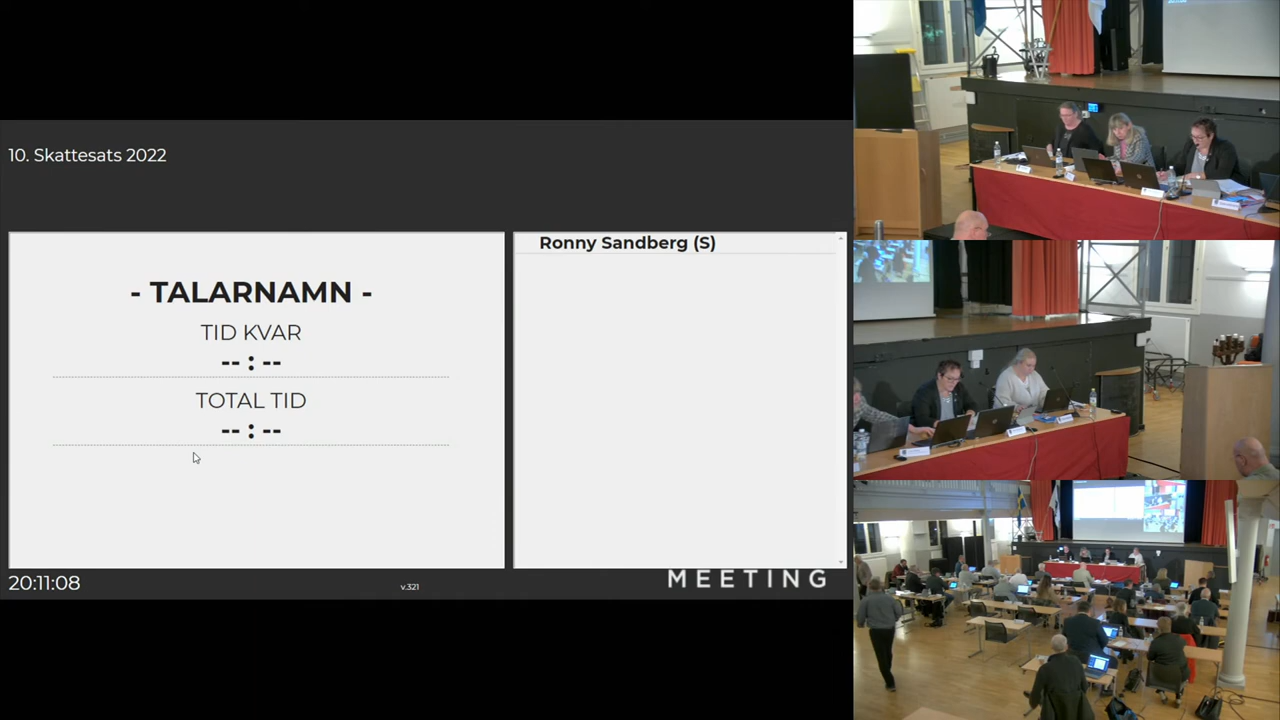 10. Skattesats 2022
- TALARNAMN -
TID KVAR
-- : --
TOTAL TID
-- : --
Ronny Sandberg (S)
20:11:08
v.321
MEETING